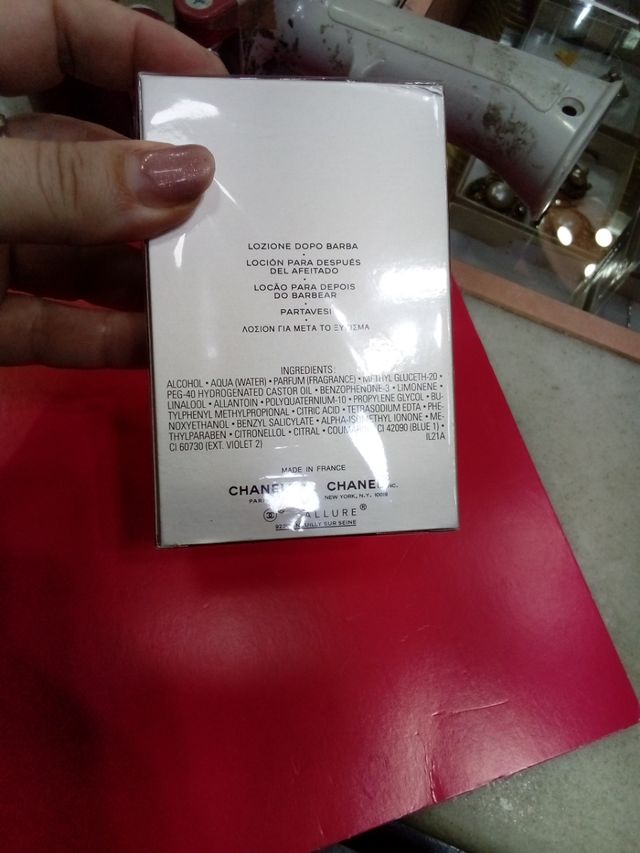 LOZIONE DOPO BARBA
•
LOCIÓN PARA DESPUÉS
DEL AFEITADO
•
LOCÃO PARA DEPOIS
DO BARBEAR
•
PARTAVESI
•
ΛΟΣΙΟΝ ΓΙΑ ΜΕΤΑ ΤΟ
INGREDIENTS:
ALCOHOL • AQUA (WATER) • PARFUM (FRAGRANCE) • METHYL GLUCETH-20 •
PEG-40 HYDROGENATED CASTOR OIL • BENZOPHENONE-3 • LIMONENE •
LINALOOL • ALLANTOIN • POLYQUATERNIUM-10 • PROPYLENE GLYCOL • BU-
TYLPHENYL METHYLPROPIONAL • CITRIC ACID • TETRASODIUM EDTA • PHE-
NOXYETHANOL • BENZYL SALICYLATE • ALPHA-ISOMETHYL IONONE • ME-
THYLPARABEN • CITRONELLOL • CITRAL • CI 42090 (BLUE 1) •
CI 60730 (EXT. VIOLET 2) IL21A
MADE IN FRANCE
CHANEL CHANEL INC.
NEW YORK, N.Y. 10019
ALLURE®
NEUILLY SUR SEINE